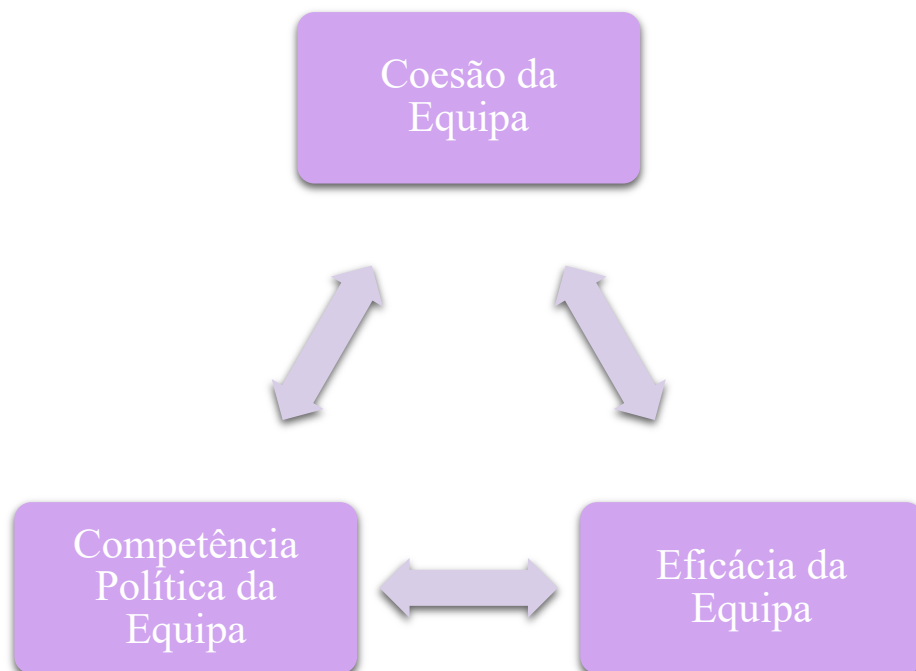 Coesão da
Equipa
Competência
Política da
Equipa
Eficácia da
Equipa